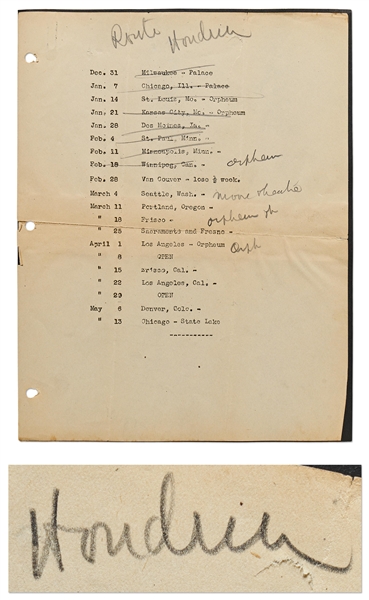 Route Houdini
Dec. 31 Milwaukee - Palace
Jan. 7 Chicago, Ill. - Palace
Jan. 14 St. Louis, Mo. - Orpheum
Jan. 21 Kansas City, Mo. - Orpheum
Jan. 28 Des Moines, Ia. -
Feb. 4 St. Paul, Minn. -
Feb. 11 Minneapolis, Minn. -
Feb. 18 Winnipeg, Can. - orpheum
Feb. 28 Van Couver - lose ½ week.
March 4 Seattle, Wash. - Moore theatre
March 11 Portland, Oregon -
" 18 Frisco - orpheum th
" 25 Sacramento and Fresno -
April 1 Los Angeles - Orpheum Orph
" 8 OPEN
" 15 Frisco, Cal. -
" 22 Los Angeles, Cal. -
" 29 OPEN
May 6 Denver, Colo. -
" 13 Chicago - State Lake
-----------
Houdini